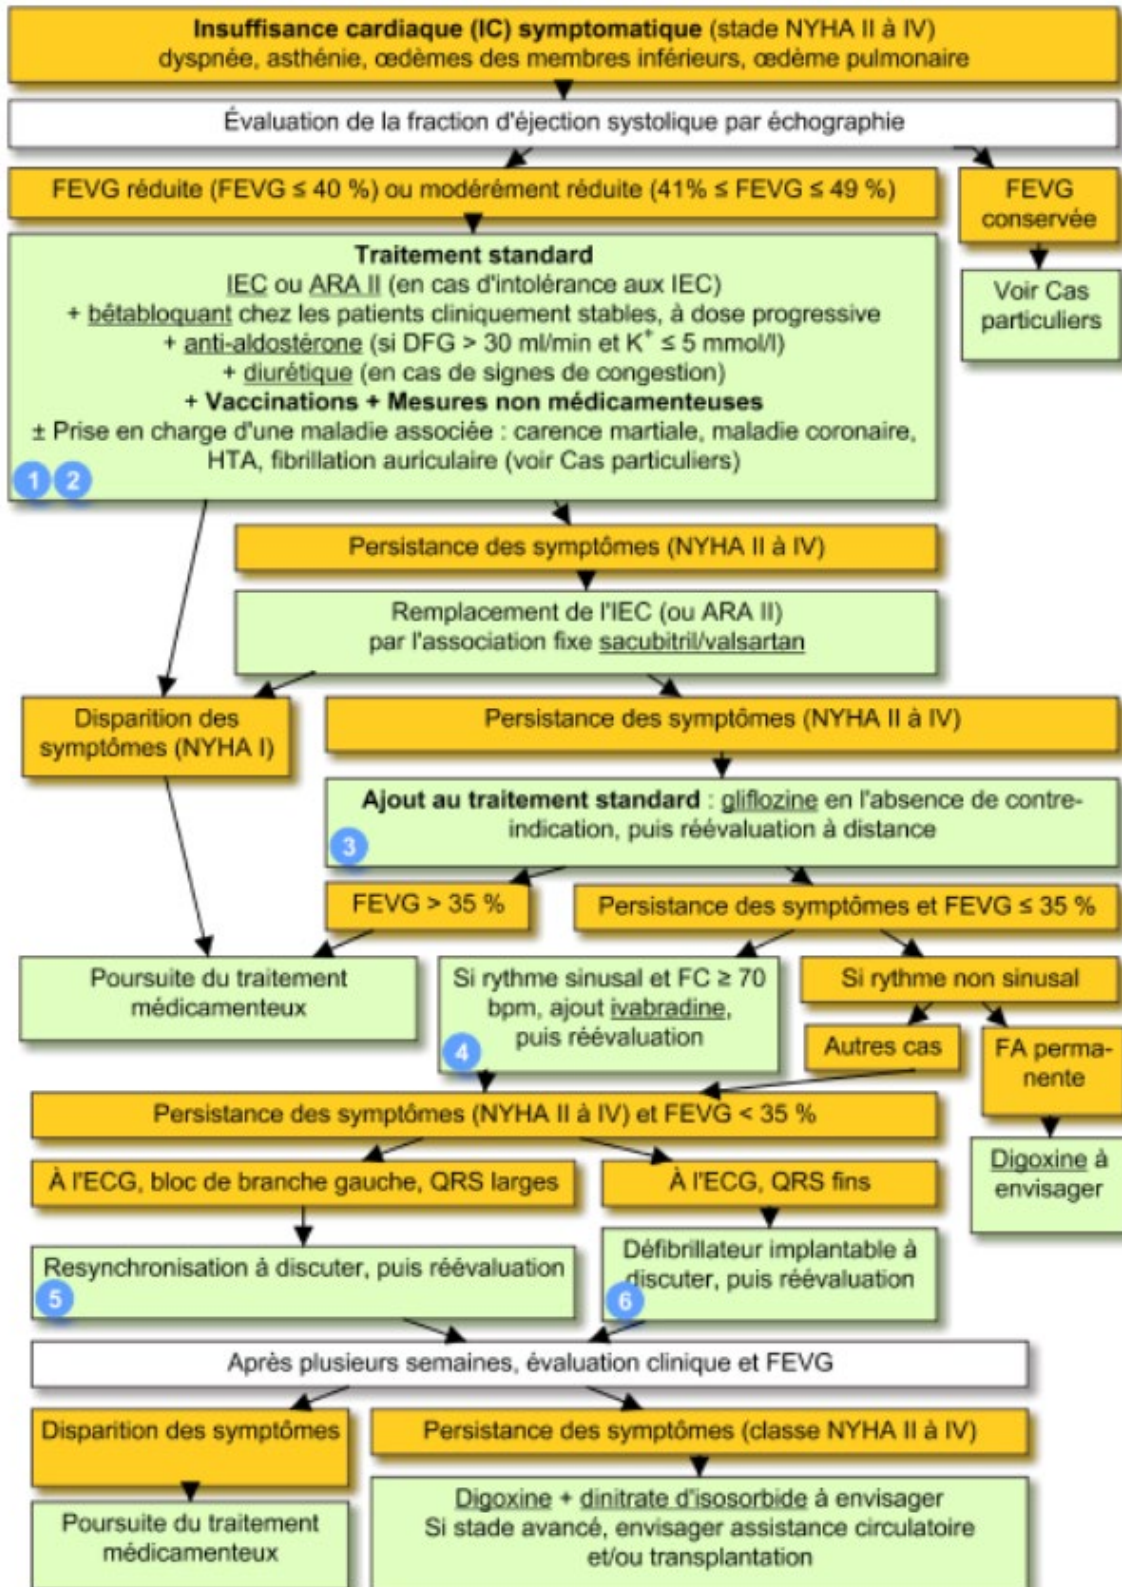 Insuffisance cardiaque (IC) symptomatique (stade NYHA II à IV)
dyspnée, asthénie, œdèmes des membres inférieurs, œdème pulmonaire
Évaluation de la fraction d'éjection systolique par échographie
FEVG réduite (FEVG ≤ 40 %) ou modérément réduite (41% ≤ FEVG ≤ 49 %)
FEVG
conservée
Traitement standard
IEC ou ARA II (en cas d'intolérance aux IEC)
+ bêtabloquant chez les patients cliniquement stables, à dose progressive
+ anti-aldostérone (si DFG > 30 ml/min et K+ ≤ 5 mmol/l)
+ diurétique (en cas de signes de congestion)
+ Vaccinations + Mesures non médicamenteuses
± Prise en charge d'une maladie associée : carence martiale, maladie coronaire,
HTA, fibrillation auriculaire (voir Cas particuliers)
1 2
Voir Cas
particuliers
Persistance des symptômes (NYHA II à IV)
Remplacement de l'IEC (ou ARA II)
par l'association fixe sacubitril/valsartan
Disparition des
symptômes (NYHA I)
Persistance des symptômes (NYHA II à IV)
Ajout au traitement standard : gliflozine en l'absence de contre-
indication, puis réévaluation à distance
3
FEVG > 35 %
Persistance des symptômes et FEVG ≤ 35 %
Poursuite du traitement
médicamenteux
Si rythme sinusal et FC ≥ 70
bpm, ajout ivabradine,
puis réévaluation
4
Si rythme non sinusal
Autres cas
FA perma-
nente
Digoxine à
envisager
Persistance des symptômes (NYHA II à IV) et FEVG < 35 %
À l'ECG, bloc de branche gauche, QRS larges
À l'ECG, QRS fins
Resynchronisation à discuter, puis réévaluation
5
Défibrillateur implantable à
discuter, puis réévaluation
6
Après plusieurs semaines, évaluation clinique et FEVG
Disparition des symptômes
Persistance des symptômes (classe NYHA II à IV)
Poursuite du traitement
médicamenteux
Digoxine + dinitrate d'isosorbide à envisager
Si stade avancé, envisager assistance circulatoire
et/ou transplantation